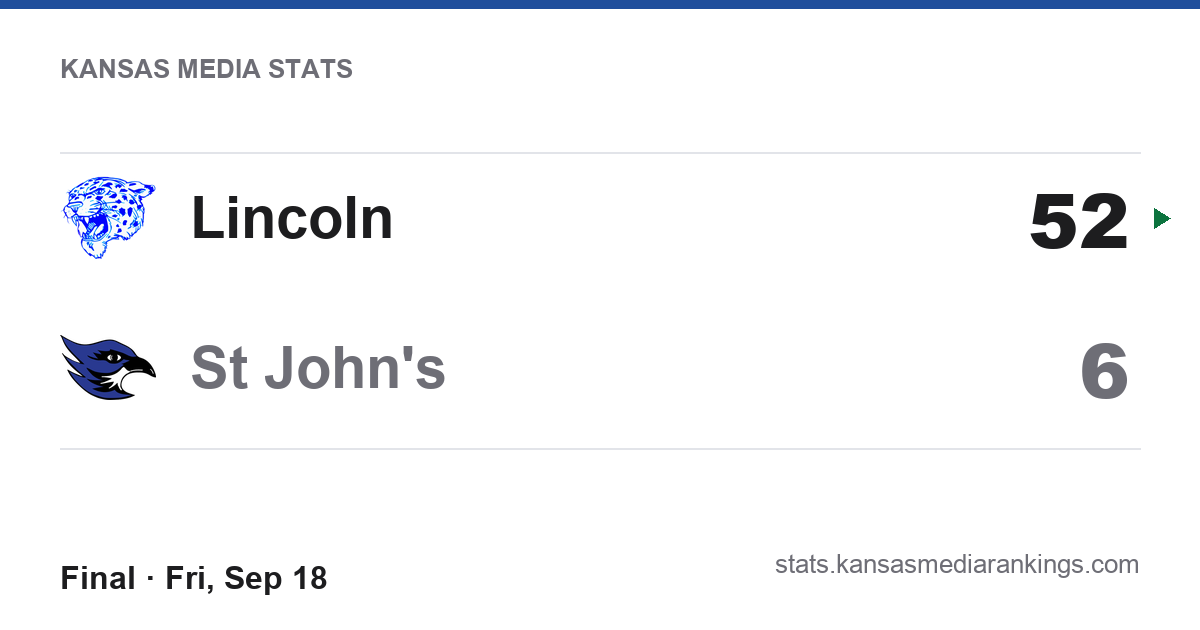 KANSAS MEDIA STATS
Lincoln 52
St John's 6
Final · Fri, Sep 18
stats.kansasmediarankings.com